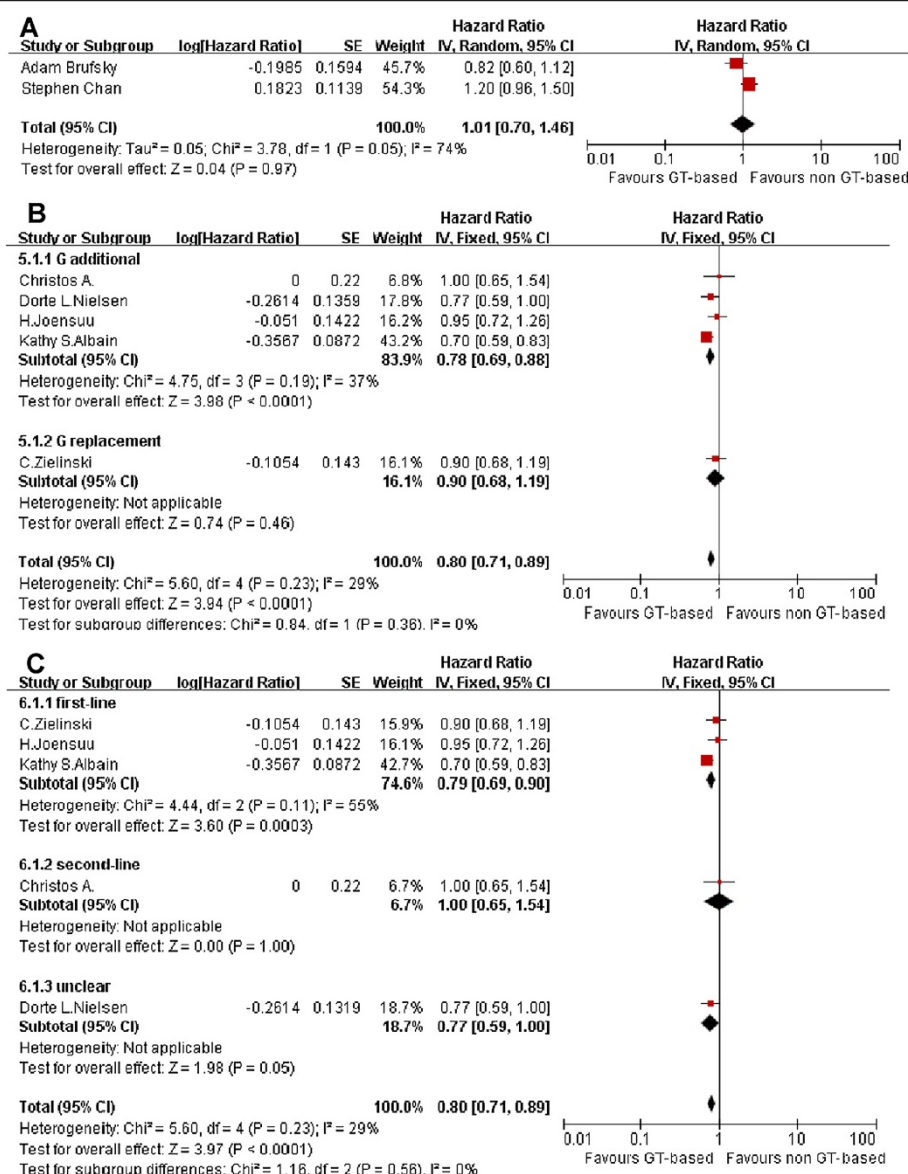 A
Hazard Ratio Hazard Ratio
Study or Subgroup log[Hazard Ratio] SE Weight IV, Random, 95% CI IV, Random, 95% CI
Adam Brufsky -0.1985 0.1594 45.7% 0.82 [0.60, 1.12]
Stephen Chan 0.1823 0.1139 54.3% 1.20 [0.96, 1.50]
Total (95% CI) 100.0% 1.01 [0.70, 1.46]
Heterogeneity: Tau² = 0.05; Chi² = 3.78, df = 1 (P = 0.05); I² = 74%
Test for overall effect: Z = 0.04 (P = 0.97)
0.01 0.1 1 10 100
Favours GT-based Favours non GT-based
B
Hazard Ratio Hazard Ratio
Study or Subgroup log[Hazard Ratio] SE Weight IV, Fixed, 95% CI IV, Fixed, 95% CI
5.1.1 G additional
Christos A. 0 0.22 6.8% 1.00 [0.65, 1.54]
Dorte L.Nielsen -0.2614 0.1359 17.8% 0.77 [0.59, 1.00]
H.Joensuu -0.051 0.1422 16.2% 0.95 [0.72, 1.26]
Kathy S.Albain -0.3567 0.0872 43.2% 0.70 [0.59, 0.83]
Subtotal (95% CI) 83.9% 0.78 [0.69, 0.88]
Heterogeneity: Chi² = 4.75, df = 3 (P = 0.19); I² = 37%
Test for overall effect: Z = 3.98 (P < 0.0001)
5.1.2 G replacement
C.Zielinski -0.1054 0.143 16.1% 0.90 [0.68, 1.19]
Subtotal (95% CI) 16.1% 0.90 [0.68, 1.19]
Heterogeneity: Not applicable
Test for overall effect: Z = 0.74 (P = 0.46)
Total (95% CI) 100.0% 0.80 [0.71, 0.89]
Heterogeneity: Chi² = 5.60, df = 4 (P = 0.23); I² = 29%
Test for overall effect: Z = 3.94 (P < 0.0001)
Test for subgroup differences: Chi² = 0.84, df = 1 (P = 0.36), I² = 0%
0.01 0.1 1 10 100
Favours GT-based Favours non GT-based
C
Hazard Ratio Hazard Ratio
Study or Subgroup log[Hazard Ratio] SE Weight IV, Fixed, 95% CI IV, Fixed, 95% CI
6.1.1 first-line
C.Zielinski -0.1054 0.143 15.9% 0.90 [0.68, 1.19]
H.Joensuu -0.051 0.1422 16.1% 0.95 [0.72, 1.26]
Kathy S.Albain -0.3567 0.0872 42.7% 0.70 [0.59, 0.83]
Subtotal (95% CI) 74.6% 0.79 [0.69, 0.90]
Heterogeneity: Chi² = 4.44, df = 2 (P = 0.11); I² = 55%
Test for overall effect: Z = 3.60 (P = 0.0003)
6.1.2 second-line
Christos A. 0 0.22 6.7% 1.00 [0.65, 1.54]
Subtotal (95% CI) 6.7% 1.00 [0.65, 1.54]
Heterogeneity: Not applicable
Test for overall effect: Z = 0.00 (P = 1.00)
6.1.3 unclear
Dorte L.Nielsen -0.2614 0.1319 18.7% 0.77 [0.59, 1.00]
Subtotal (95% CI) 18.7% 0.77 [0.59, 1.00]
Heterogeneity: Not applicable
Test for overall effect: Z = 1.98 (P = 0.05)
Total (95% CI) 100.0% 0.80 [0.71, 0.89]
Heterogeneity: Chi² = 5.60, df = 4 (P = 0.23); I² = 29%
Test for overall effect: Z = 3.97 (P < 0.0001)
Test for subgroup differences: Chi² = 1.16, df = 2 (P = 0.56), I² = 0%
0.01 0.1 1 10 100
Favours GT-based Favours non GT-based